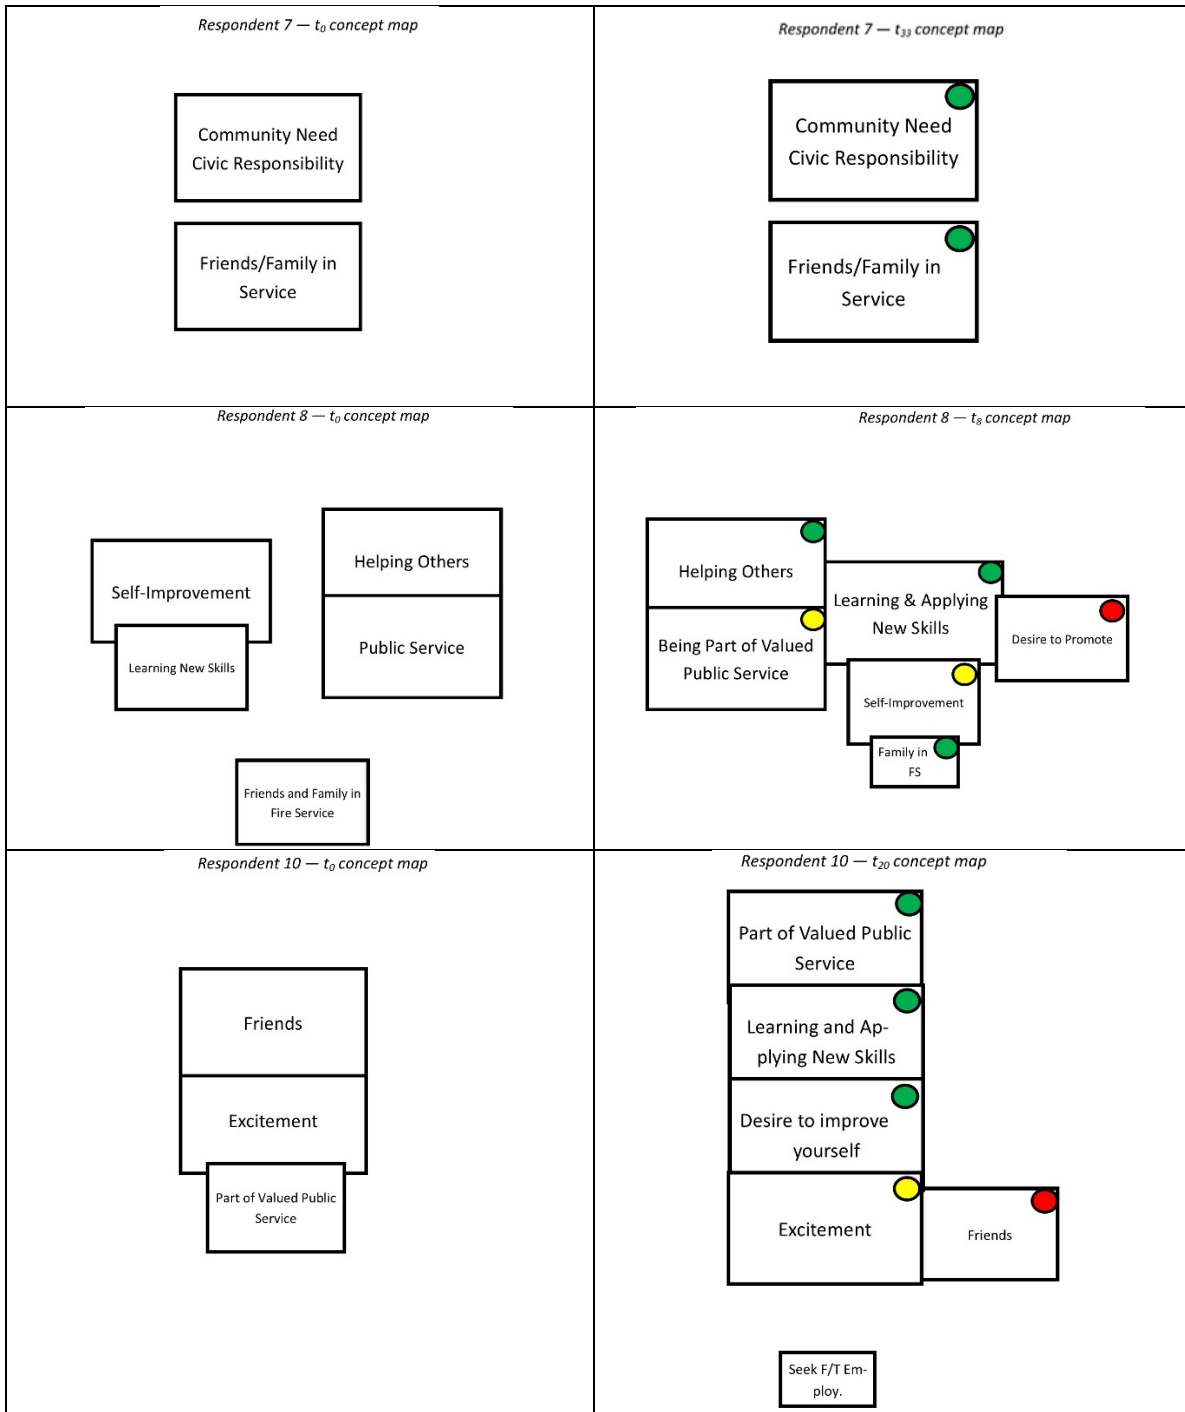 Respondent 7 — t0 concept map
Community Need
Civic Responsibility
Friends/Family in
Service
Respondent 7 — t33 concept map
Community Need
Civic Responsibility
Friends/Family in
Service
Respondent 8 — t0 concept map
Helping Others
Self-Improvement
Public Service
Learning New Skills
Friends and Family in
Fire Service
Respondent 8 — t8 concept map
Helping Others
Learning & Applying
New Skills
Desire to Promote
Being Part of Valued
Public Service
Self-Improvement
Family in
FS
Respondent 10 — t0 concept map
Friends
Excitement
Part of Valued Public
Service
Respondent 10 — t20 concept map
Part of Valued Public
Service
Learning and Ap-
plying New Skills
Desire to improve
yourself
Excitement
Friends
Seek F/T Em-
ploy.